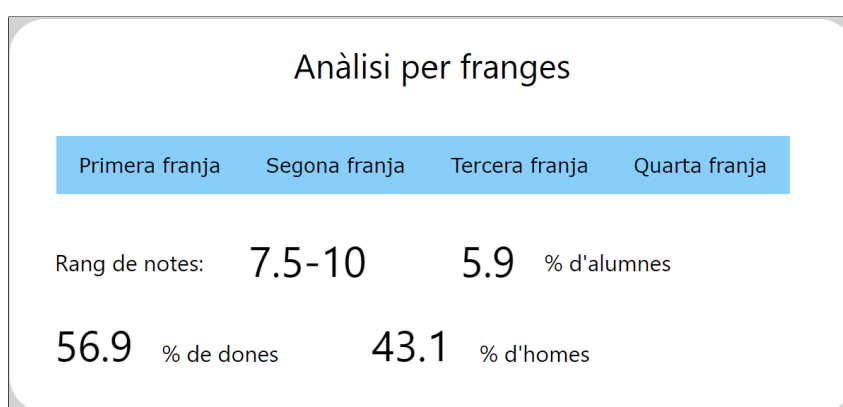 Anàlisi per franges
Primera franja Segona franja Tercera franja Quarta franja
Rang de notes: 7.5-10 5.9 % d'alumnes
56.9 % de dones 43.1 % d'homes